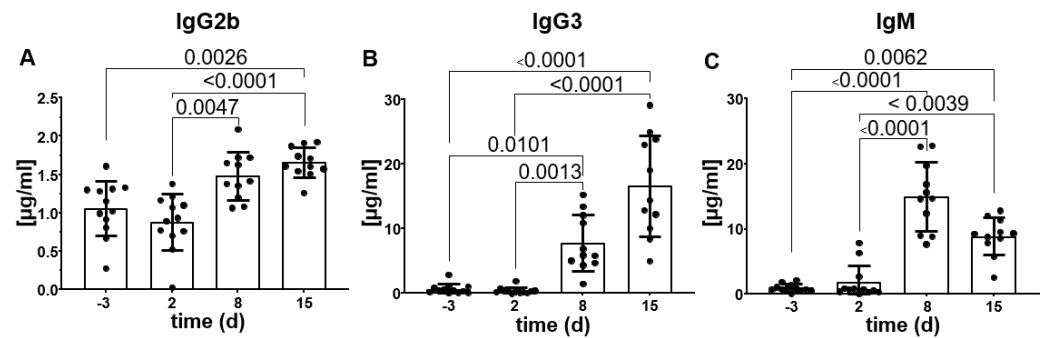 IgG2b
IgG3
IgM
A
0.0026
<0.0001
0.0047
2.5
2.0
1.5
1.0
0.5
0.0
[µg/ml]
-3 2 8 15
time (d)
B
<0.0001
<0.0001
0.0101
0.0013
30
20
10
0
[µg/ml]
-3 2 8 15
time (d)
C
0.0062
<0.0001
< 0.0039
<0.0001
30
20
10
0
[µg/ml]
-3 2 8 15
time (d)